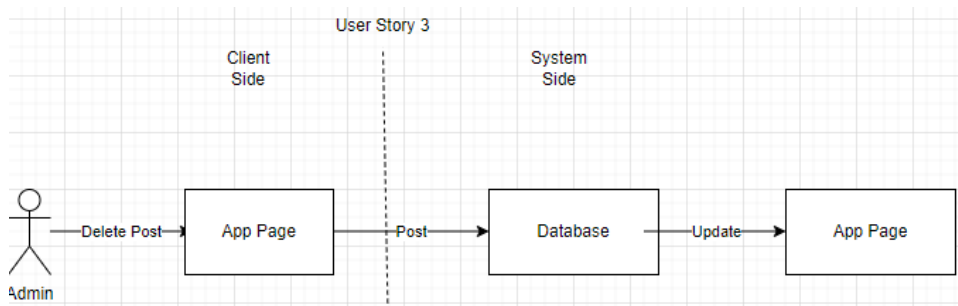 User Story 3
Client
Side
System
Side
Delete Post
App Page
Post
Database
Update
App Page
Admin